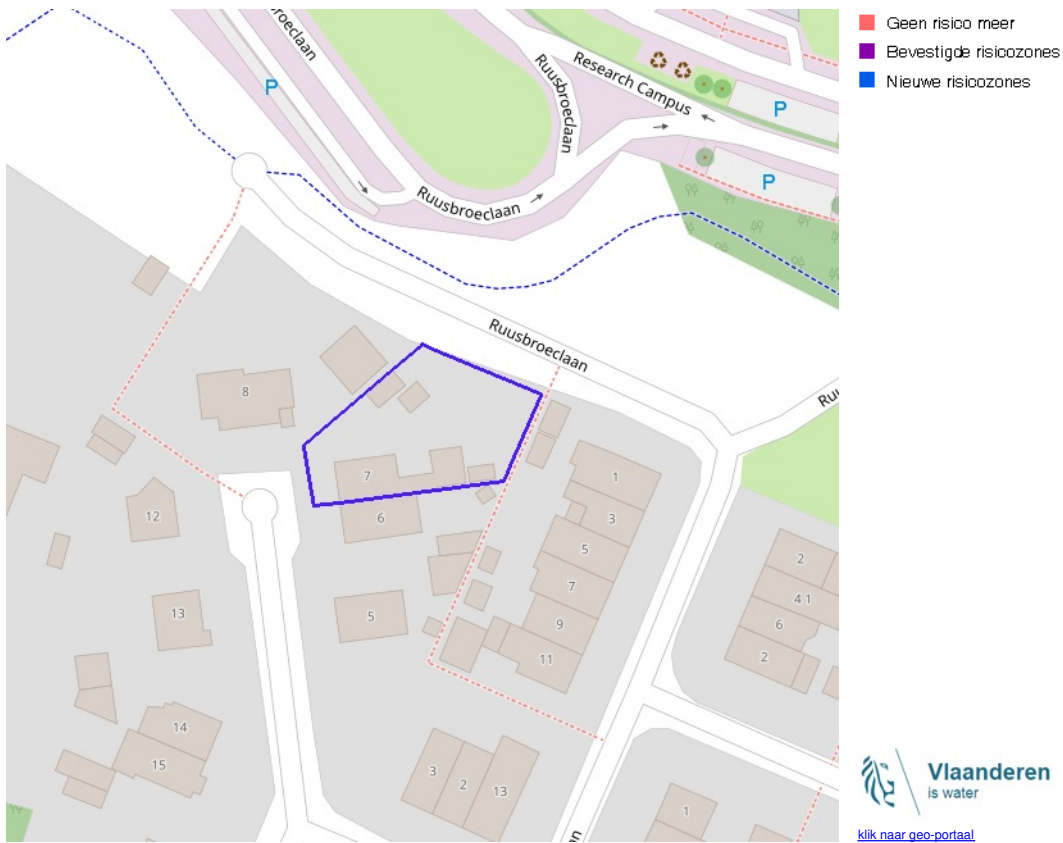 Geen risico meer
Bevestigde risicozones
Nieuwe risicozones
P
Ruusbroeclaan
Research Campus
P
P
Ruusbroeclaan
Ruusbroeclaan
8
7
6
12
13
5
14
15
3
2
13
1
3
5
7
9
11
2
4 1
6
2
1
Vlaanderen
is water
klik naar geo-portaal